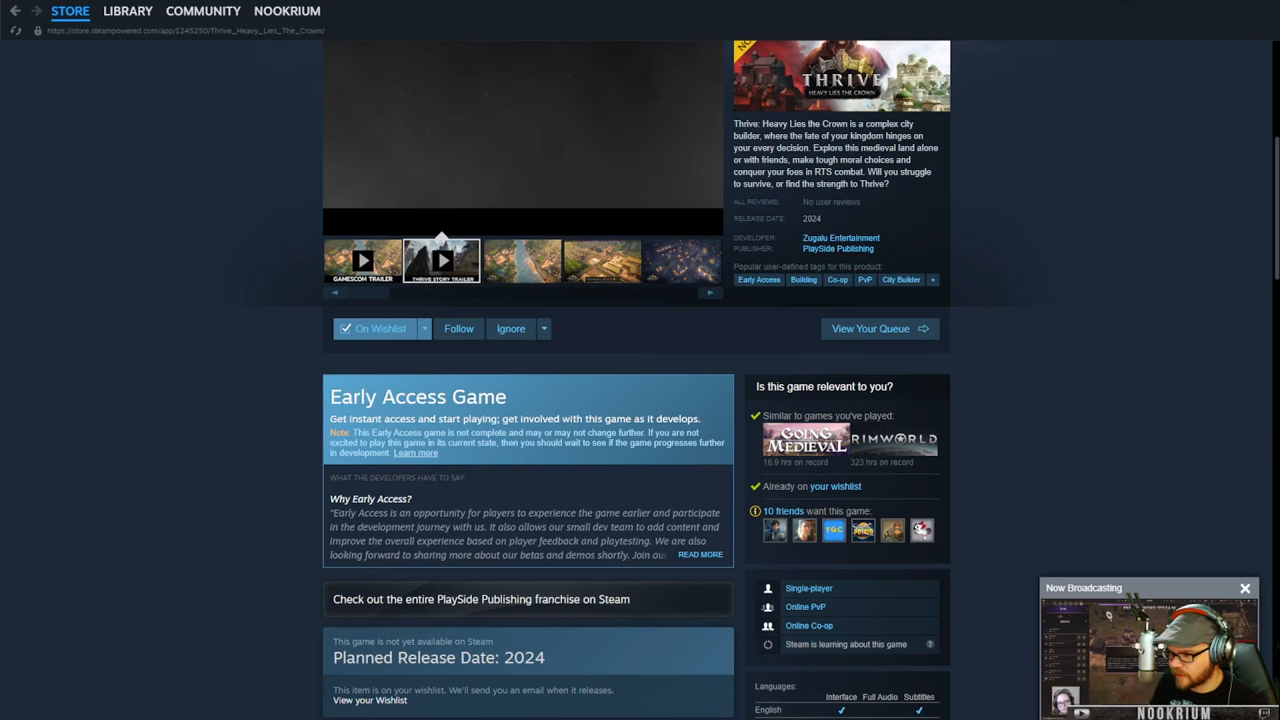 STORE LIBRARY COMMUNITY NOOKRIUM
https://store.steampowered.com/app/1245250/Thrive_Heavy_Lies_The_Crown/
THRIVE
HEAVY LIES THE CROWN
Thrive: Heavy Lies the Crown is a complex city
builder, where the fate of your kingdom hinges on
your every decision. Explore this medieval land alone
or with friends, make tough moral choices and
conquer your foes in RTS combat. Will you struggle
to survive, or find the strength to Thrive?
ALL REVIEWS: No user reviews
RELEASE DATE: 2024
DEVELOPER: Zugalu Entertainment
PUBLISHER: PlaySide Publishing
Popular user-defined tags for this product:
Early Access Building Co-op PvP City Builder +
GAMESCOM TRAILER THRIVE STORY TRAILER
On Wishlist Follow Ignore View Your Queue
Early Access Game
Get instant access and start playing; get involved with this game as it develops.
Note: This Early Access game is not complete and may or may not change further. If you are not
excited to play this game in its current state, then you should wait to see if the game progresses further
in development. Learn more
WHAT THE DEVELOPERS HAVE TO SAY:
Why Early Access?
“Early Access is an opportunity for players to experience the game earlier and participate
in the development journey with us. It also allows our small dev team to add content and
improve the overall experience based on player feedback and playtesting. We are also
looking forward to sharing more about our betas and demos shortly. Join ou READ MORE
Check out the entire PlaySide Publishing franchise on Steam
This game is not yet available on Steam
Planned Release Date: 2024
This item is on your wishlist. We'll send you an email when it releases.
View your Wishlist
Is this game relevant to you?
Similar to games you've played:
GOING MEDIEVAL RIMWORLD
16.9 hrs on record 323 hrs on record
Already on your wishlist
10 friends want this game:
TGC POTATO
Single-player
Online PvP
Online Co-op
Steam is learning about this game ?
Languages:
Interface Full Audio Subtitles
English ✔ ✔
Now Broadcasting
NOOKRIUM